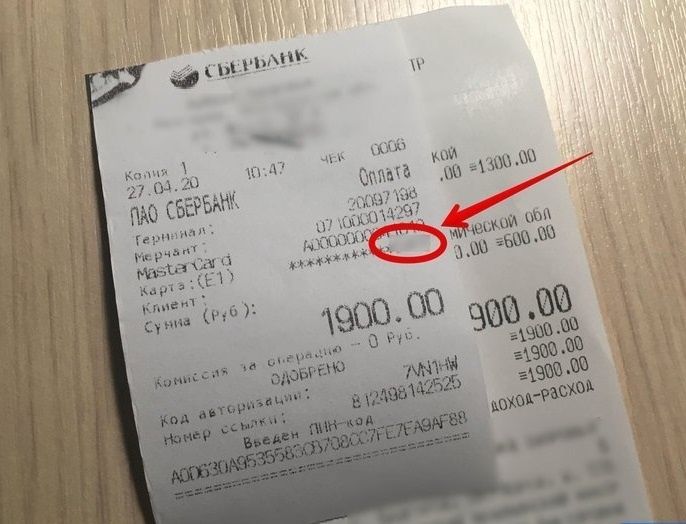 СБЕРБАНК
Копия 1
27.04.20 10:47 ЧЕК 0006
ПАО СБЕРБАНК Оплата
Терминал: 20097198
Мерчант: 071000014297
MasterCard
Карта:(E1) ***********
Клиент:
Сумма (Руб):
1900.00
Комиссия за операцию – 0 Руб.
ОДОБРЕНО
Код авторизации: 7VN1HW
Номер ссылки: 812498142525
Введен ПИН-код
ТР
КОЙ
.00 ≡1300.00
МИЧЕСКОЙ обл
0.00 ≡600.00
900.00
≡1900.00
≡1900.00
≡1900.00
доход-расход